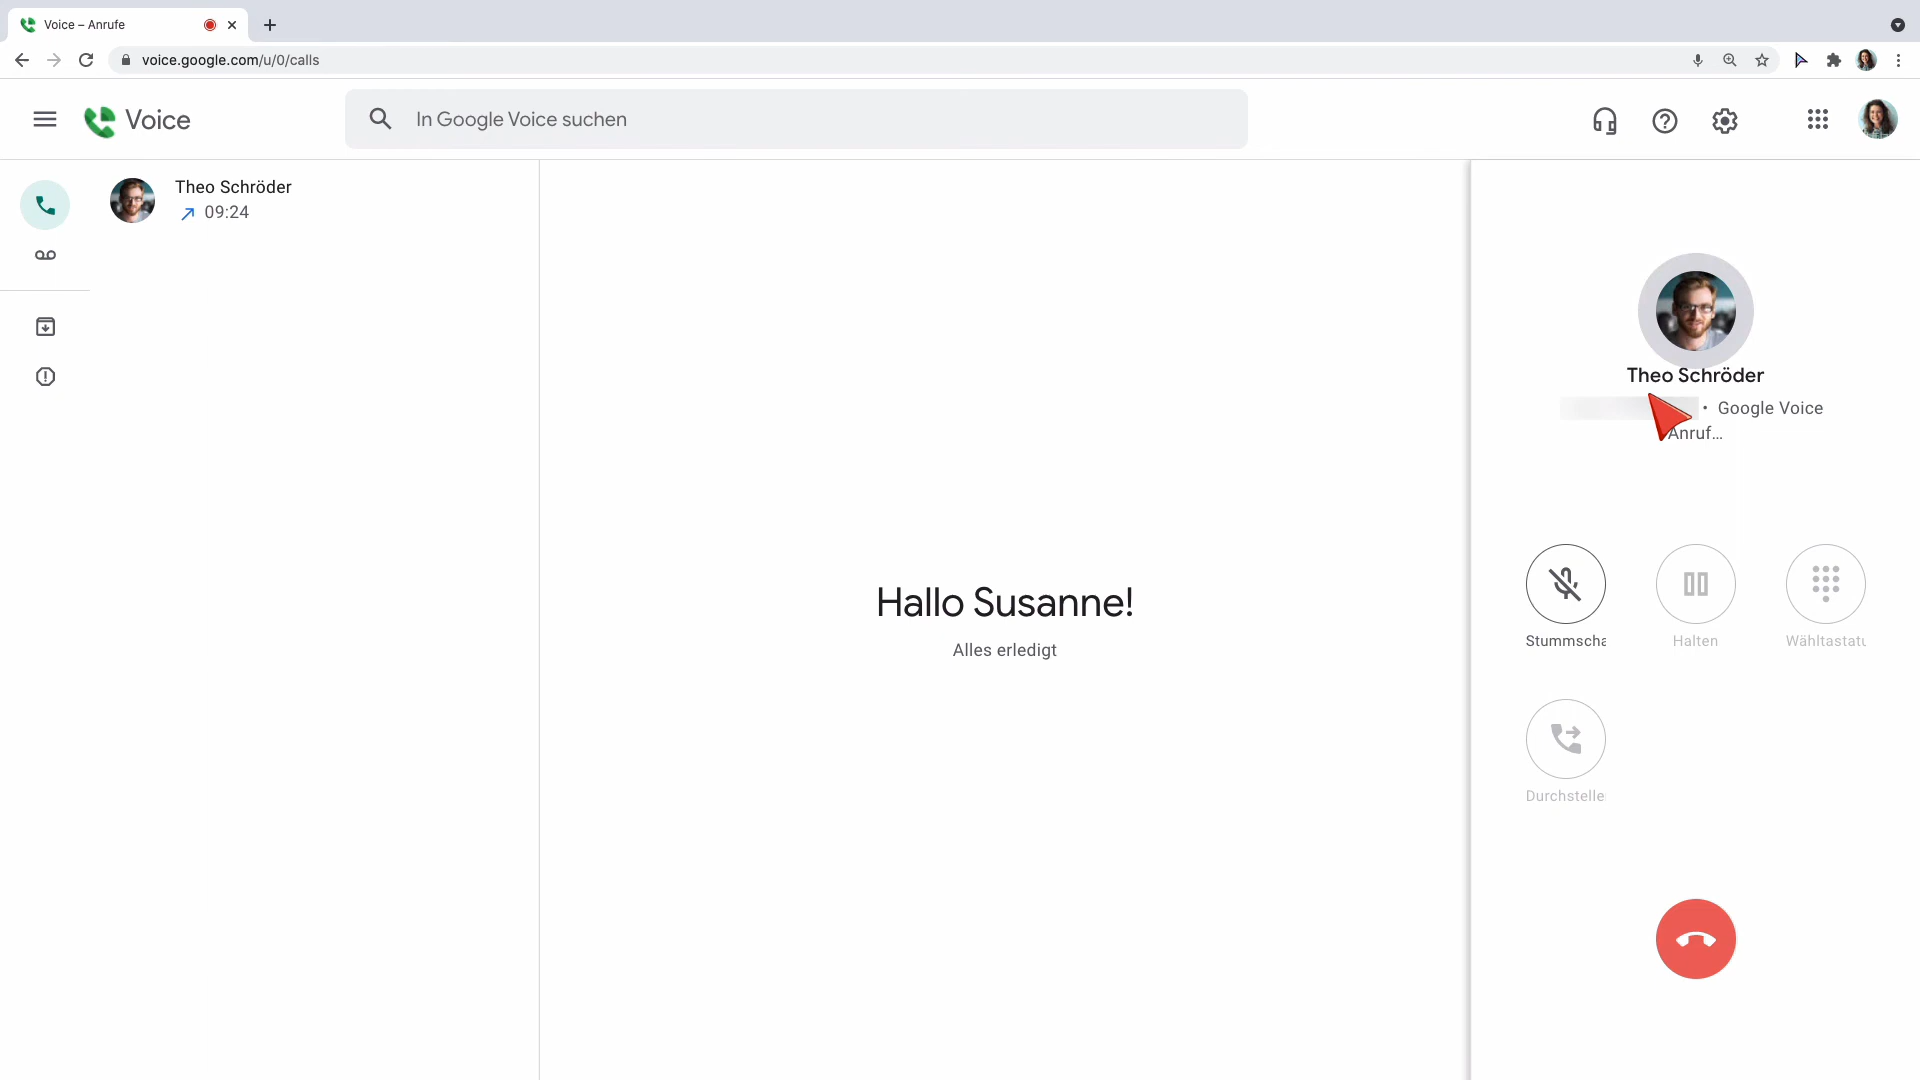 Voice – Anrufe
voice.google.com/u/0/calls
Voice
In Google Voice suchen
Theo Schröder
09:24
Hallo Susanne!
Alles erledigt
Theo Schröder
• Google Voice
Anruf…
Stummscha
Halten
Wähltastatu
Durchstelle